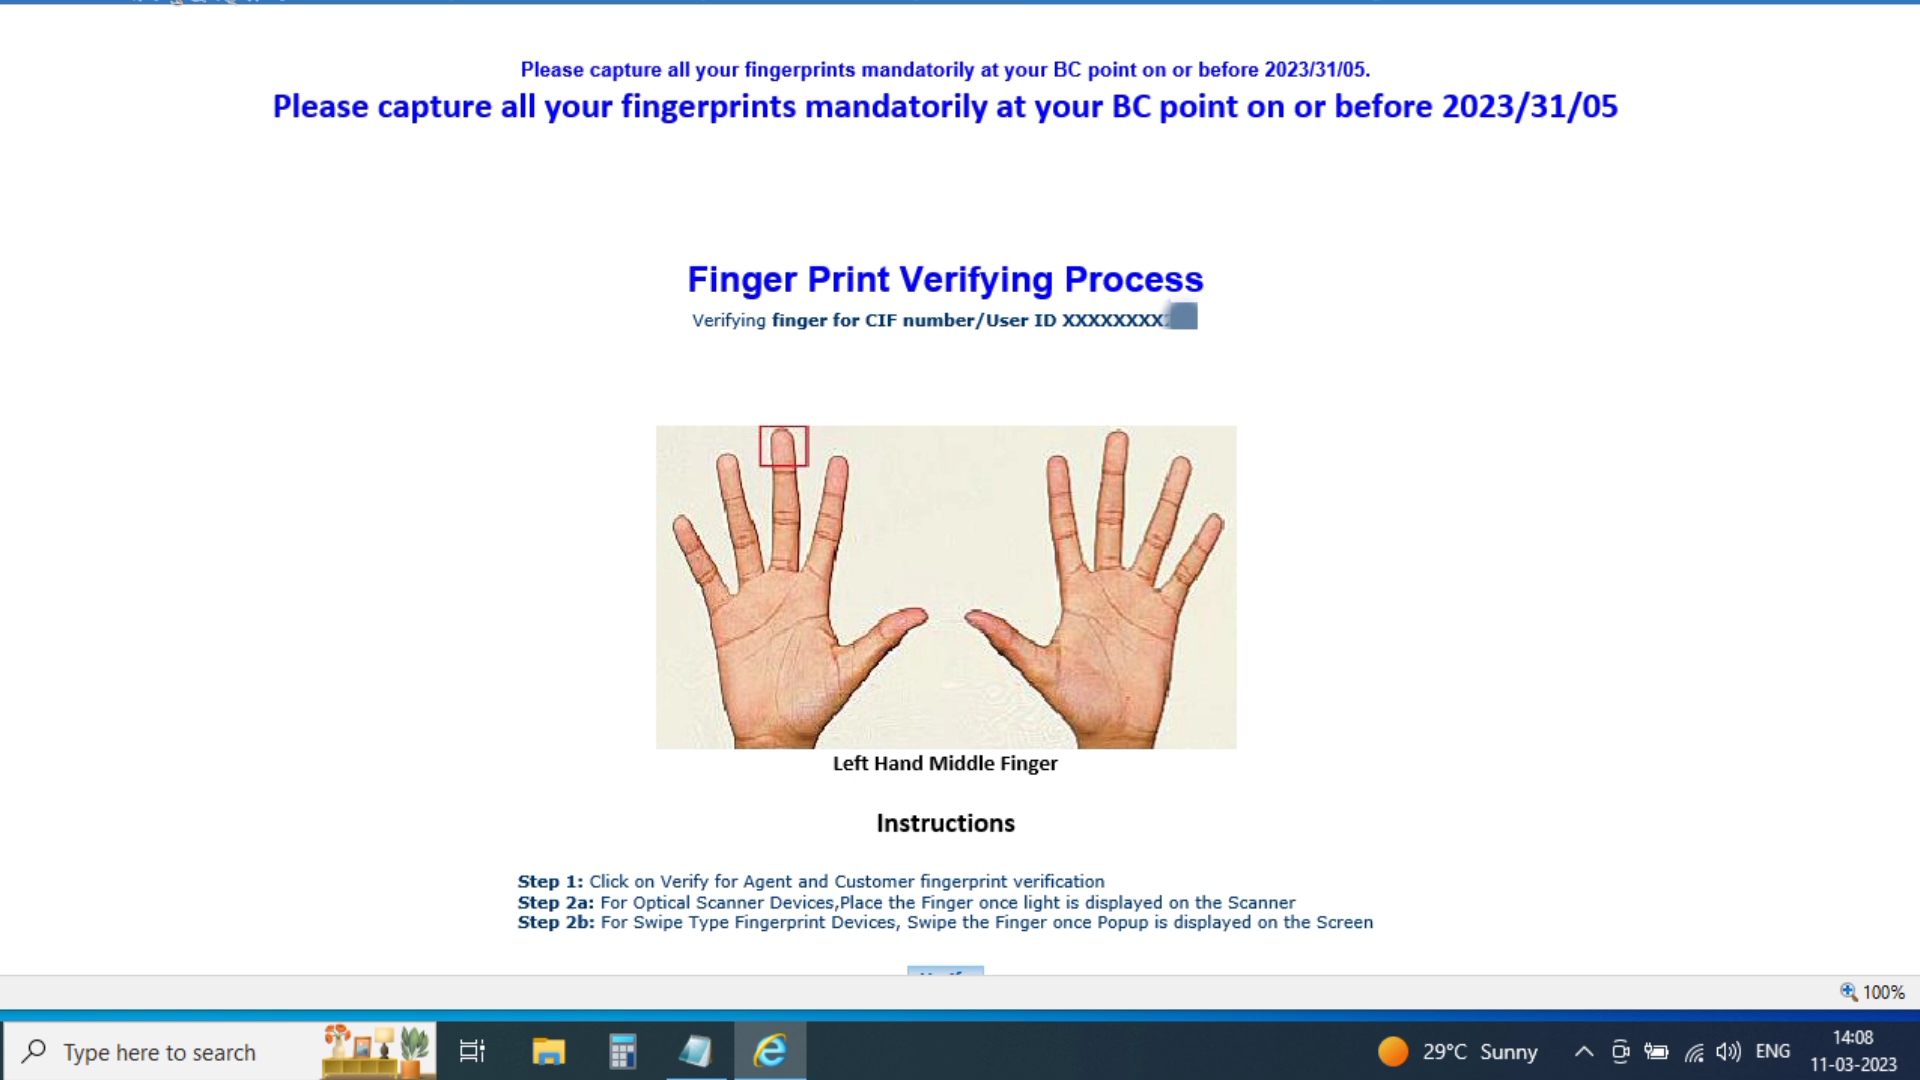 Please capture all your fingerprints mandatorily at your BC point on or before 2023/31/05.
Please capture all your fingerprints mandatorily at your BC point on or before 2023/31/05
Finger Print Verifying Process
Verifying finger for CIF number/User ID XXXXXXXX
Left Hand Middle Finger
Instructions
Step 1: Click on Verify for Agent and Customer fingerprint verification
Step 2a: For Optical Scanner Devices,Place the Finger once light is displayed on the Scanner
Step 2b: For Swipe Type Fingerprint Devices, Swipe the Finger once Popup is displayed on the Screen
100%
Type here to search
29°C Sunny
ENG
14:08
11-03-2023